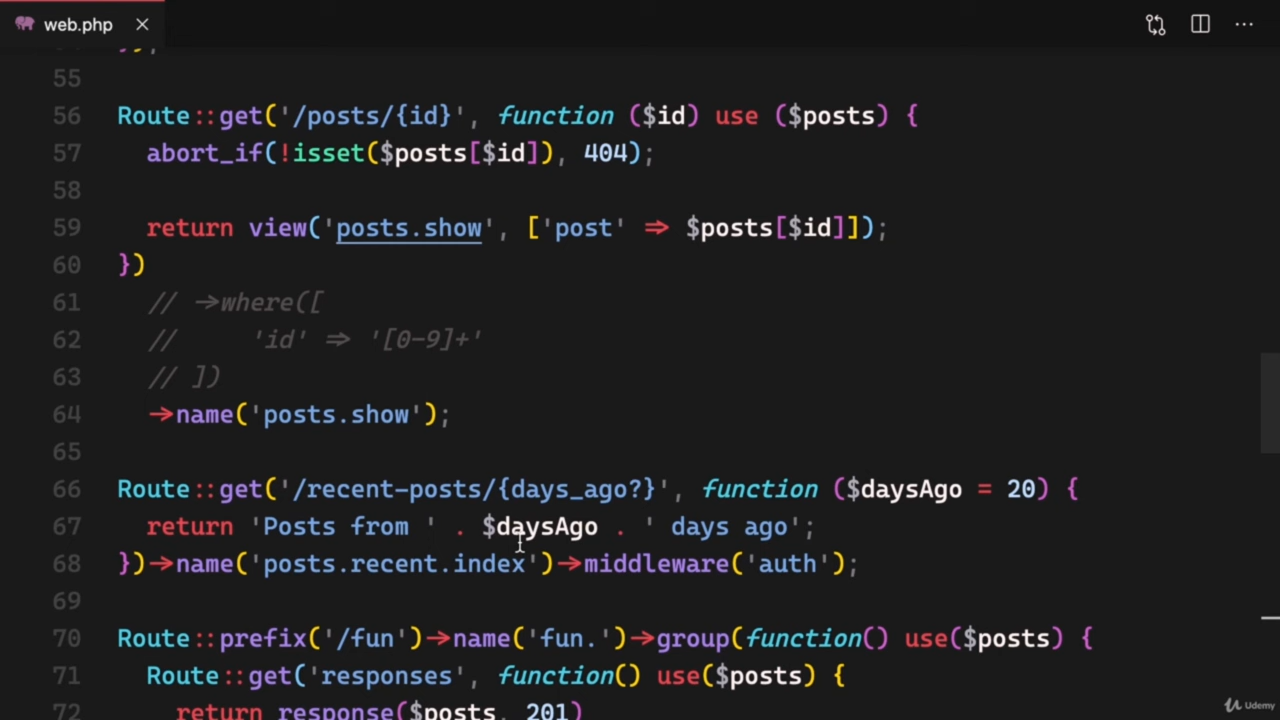 web.php
55
56 Route::get('/posts/{id}', function ($id) use ($posts) {
57 abort_if(!isset($posts[$id]), 404);
58
59 return view('posts.show', ['post' => $posts[$id]]);
60 })
61 // ->where([
62 // 'id' => '[0-9]+'
63 // ])
64 ->name('posts.show');
65
66 Route::get('/recent-posts/{days_ago?}', function ($daysAgo = 20) {
67 return 'Posts from ' . $daysAgo . ' days ago';
68 })->name('posts.recent.index')->middleware('auth');
69
70 Route::prefix('/fun')->name('fun.')->group(function() use($posts) {
71 Route::get('responses', function() use($posts) {
72 return response($posts, 201)
Udemy